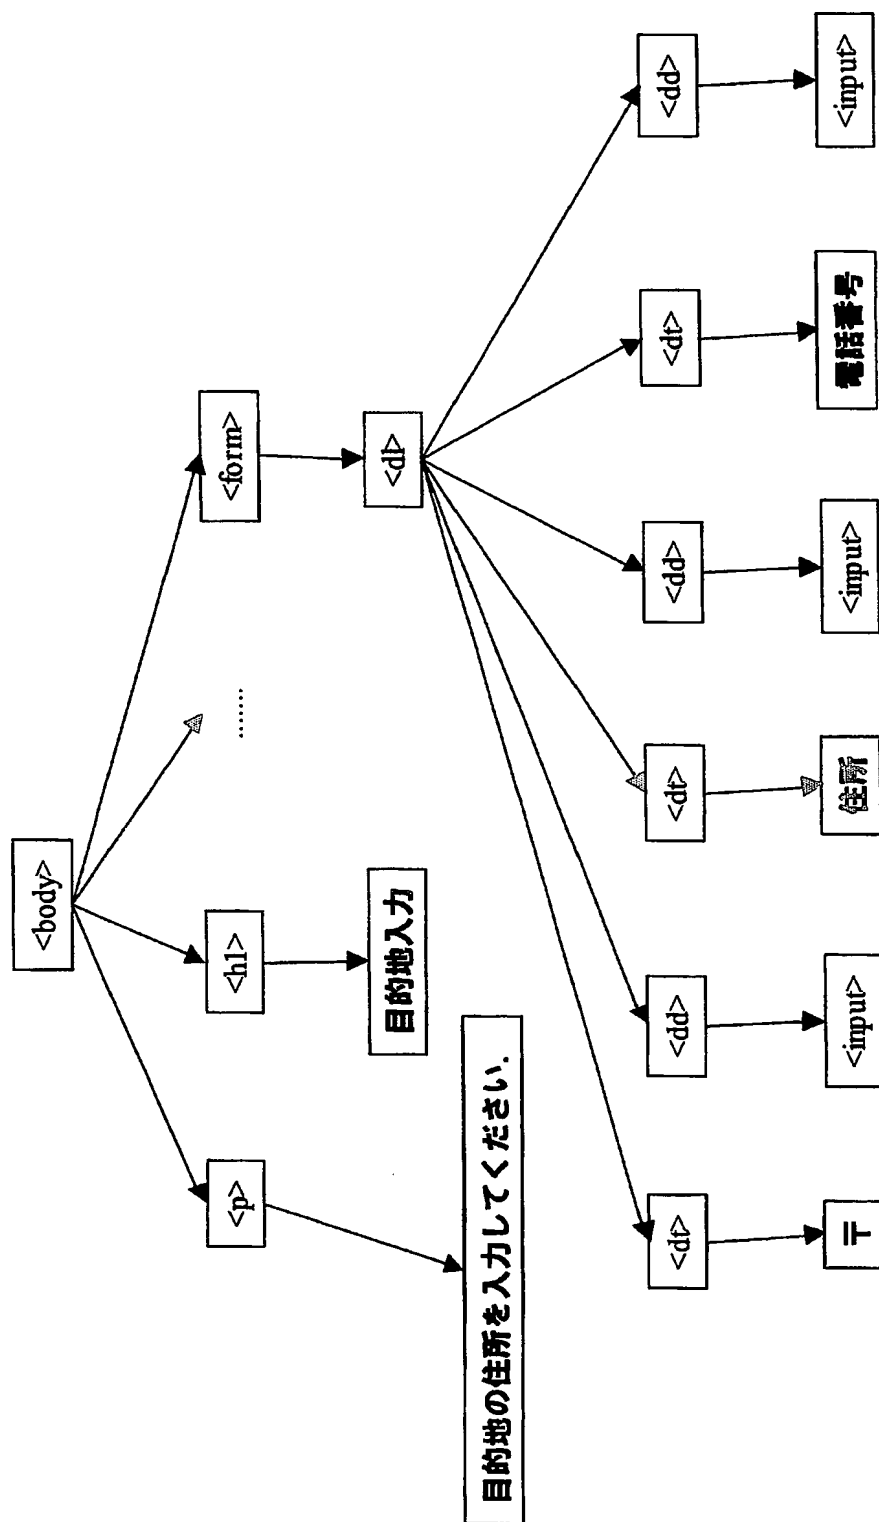 <body>
<p>
<h1>
.......
<form>
目的地入力
<dl>
目的地の住所を入力してください.
<dt>
<dd>
<dt>
<dd>
<dt>
<dd>
〒
<input>
住所
<input>
電話番号
<input>